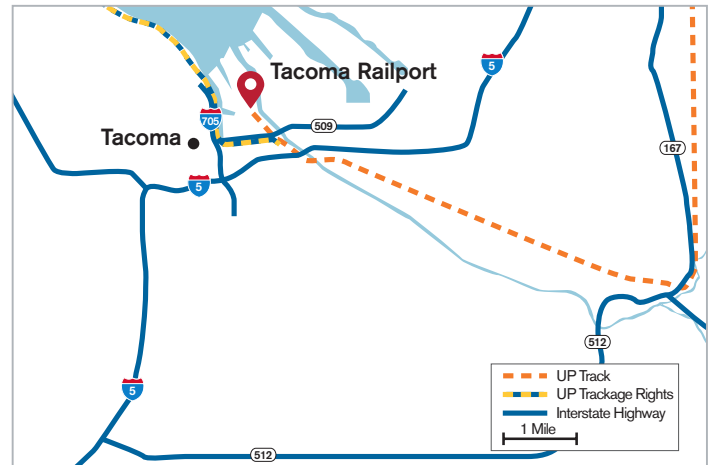 5
Tacoma Railport
705
509
Tacoma
167
5
512
5
UP Track
UP Trackage Rights
Interstate Highway
1 Mile
512